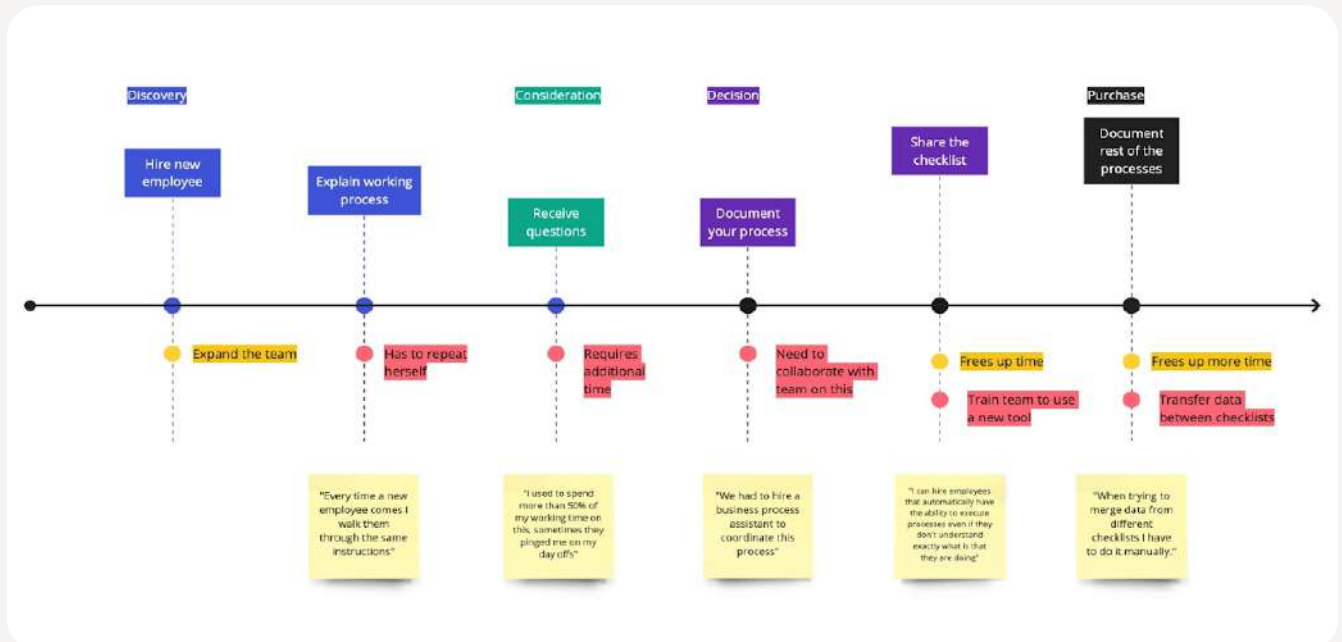 Discovery
Consideration
Decision
Purchase
Hire new
employee
Explain working
process
Receive
questions
Document
your process
Share the
checklist
Document
rest of the
processes
Expand the team
Has to repeat
herself
Requires
additional
time
Need to
collaborate with
team on this
Frees up time
Train team to use
a new tool
Frees up more time
Transfer data
between checklists
"Every time a new
employee comes I
walk them
through the same
instructions"
"I used to spend
more than 50% of
my working time on
this, sometimes they
pinged me on my
day offs"
"We had to hire a
business process
assistant to
coordinate this
process"
"I can hire employees
that automatically have
the ability to execute
processes even if they
don't understand
exactly what is that
they are doing"
"When trying to
merge data from
different
checklists I have
to do it manually."